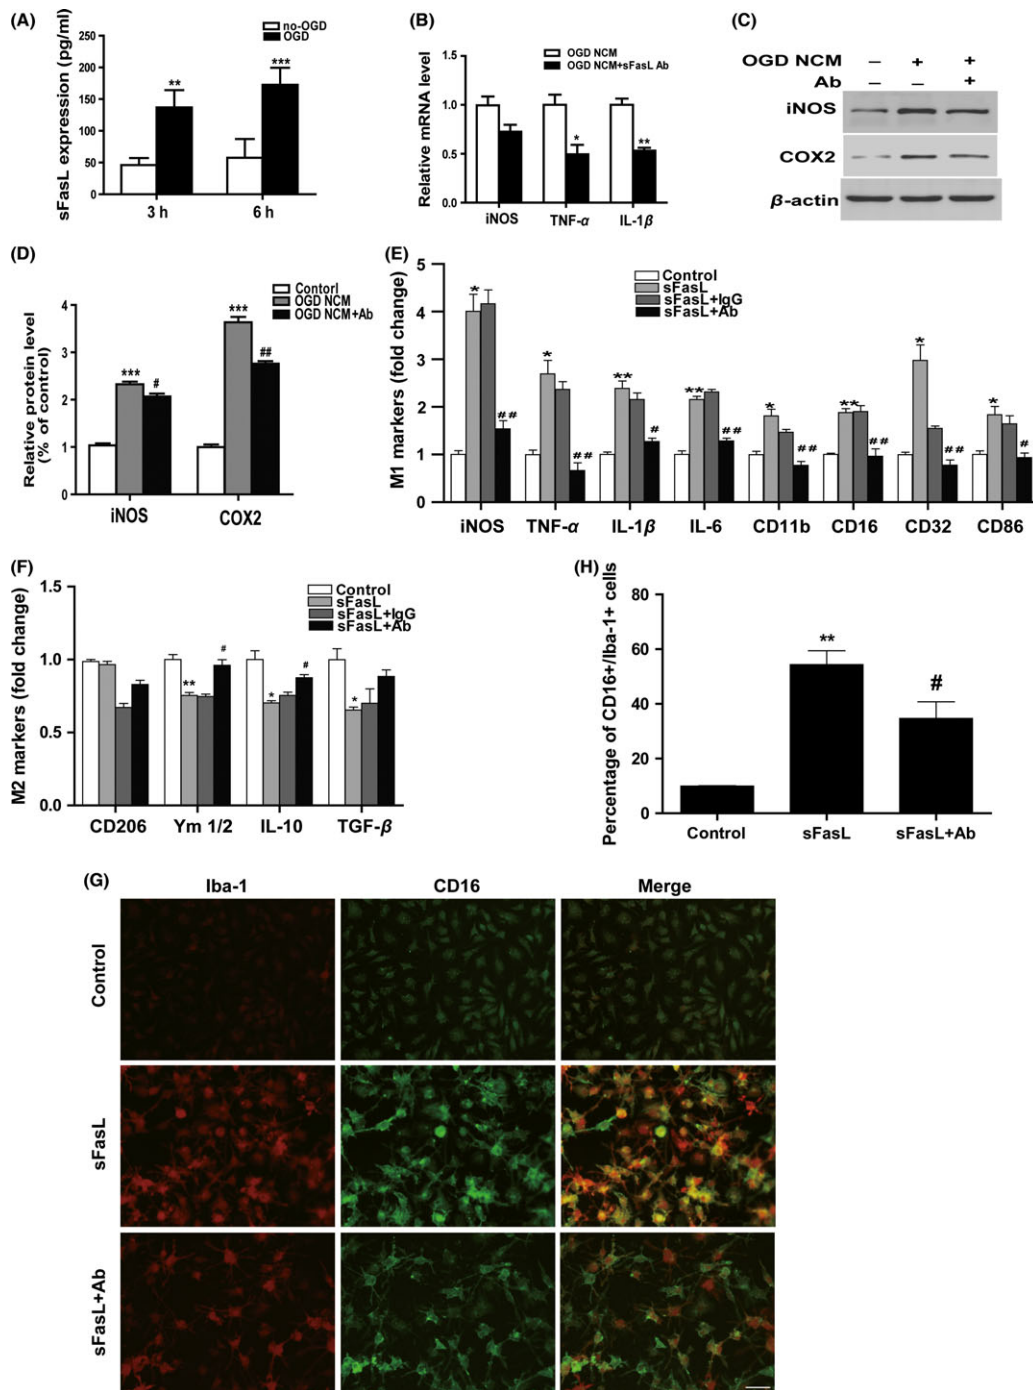 (A)
no-OGD
OGD
sFasL expression (pg/ml)
250
200
150
100
50
0
**
***
3 h
6 h
(B)
OGD NCM
OGD NCM+sFasL Ab
Relative mRNA level
1.5
1.0
0.5
0.0
*
**
iNOS
TNF-α
IL-1β
(C)
OGD NCM – + +
Ab – +
iNOS
COX2
β-actin
(D)
Contorl
OGD NCM
OGD NCM+Ab
Relative protein level
(% of control)
4
3
2
1
0
***
#
***
##
iNOS
COX2
(E)
Control
sFasL
sFasL+IgG
sFasL+Ab
M1 markers (fold change)
5
4
3
2
1
0
*
##
*
##
**
#
**
#
*
##
**
##
*
##
*
#
iNOS
TNF-α
IL-1β
IL-6
CD11b
CD16
CD32
CD86
(F)
Control
sFasL
sFasL+IgG
sFasL+Ab
M2 markers (fold change)
1.5
1.0
0.5
0.0
**
#
*
#
*
CD206
Ym 1/2
IL-10
TGF-β
(H)
Percentage of CD16+/Iba-1+ cells
80
60
40
20
0
**
#
Control
sFasL
sFasL+Ab
(G)
Iba-1
CD16
Merge
Control
sFasL
sFasL+Ab